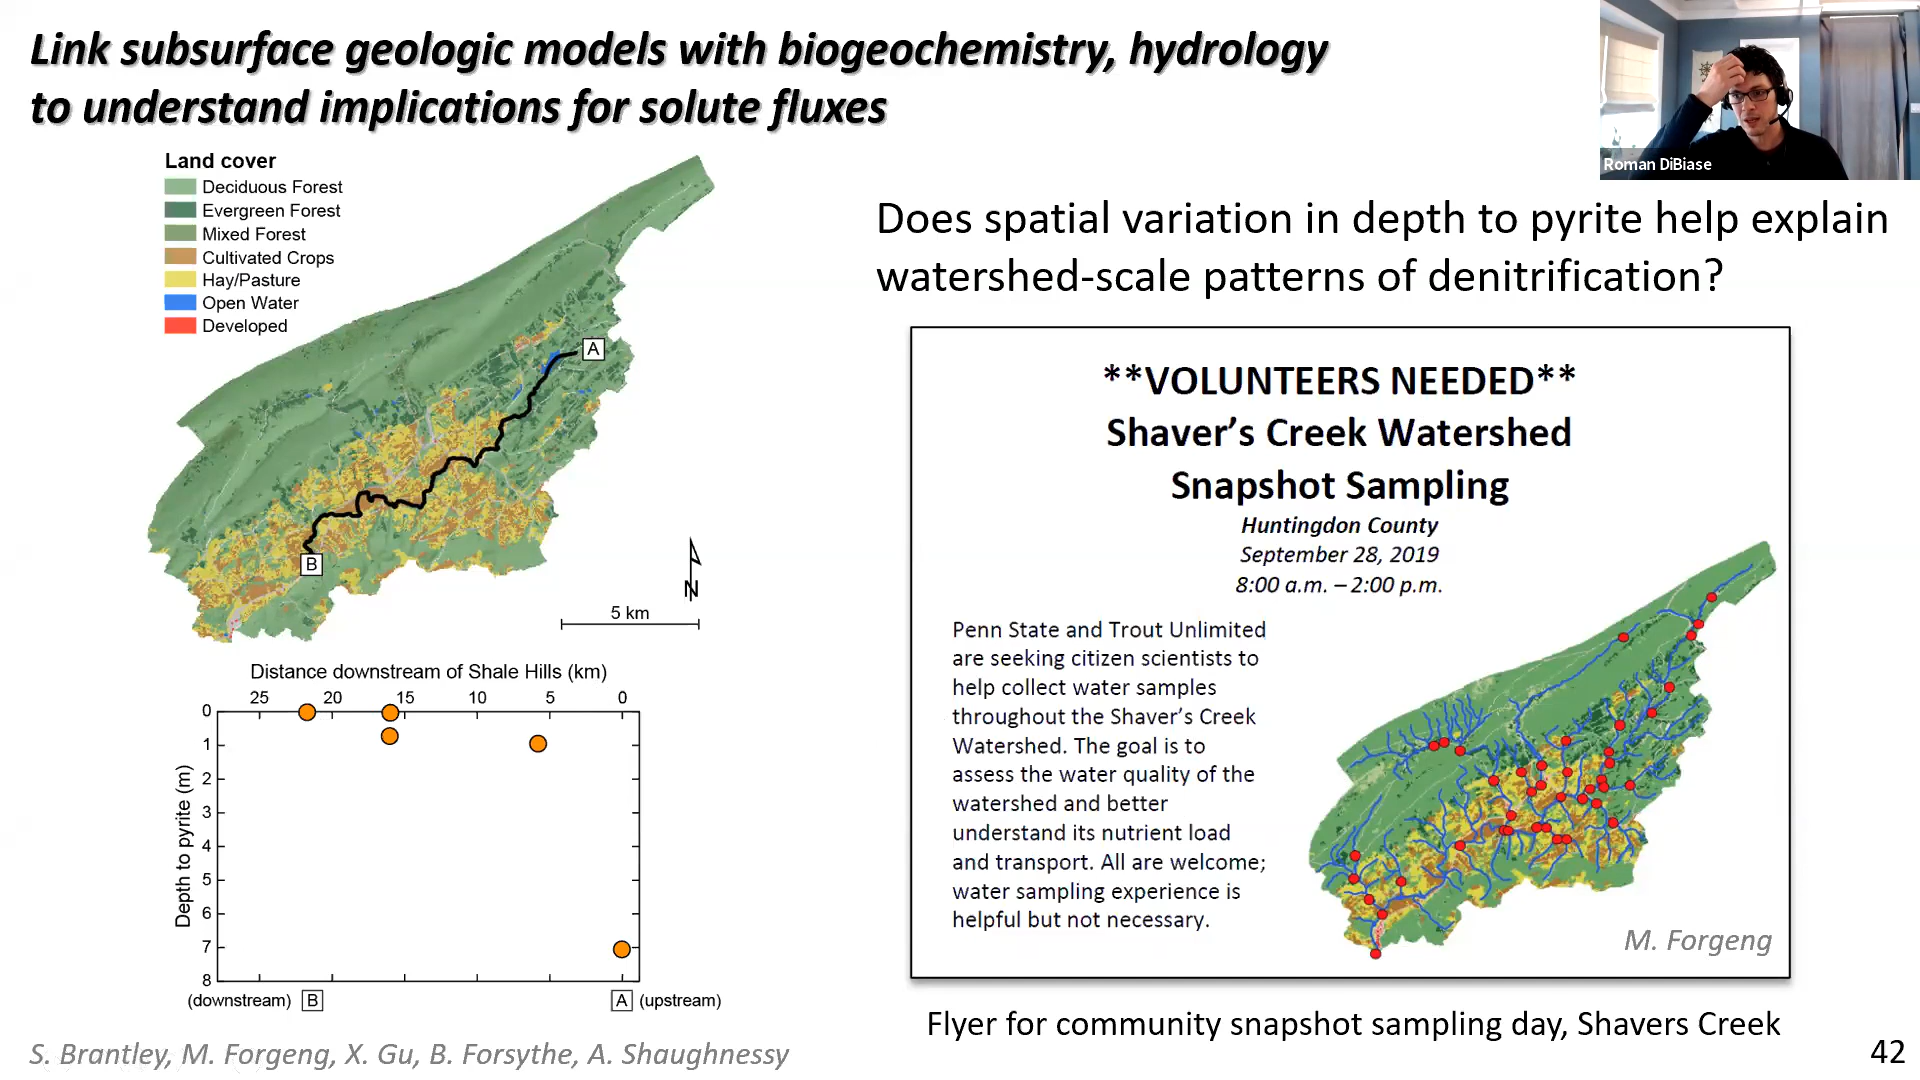 Link subsurface geologic models with biogeochemistry, hydrology
to understand implications for solute fluxes
Roman DiBiase
Land cover
Deciduous Forest
Evergreen Forest
Mixed Forest
Cultivated Crops
Hay/Pasture
Open Water
Developed
A
B
N
5 km
Distance downstream of Shale Hills (km)
25 20 15 10 5 0
Depth to pyrite (m)
0
1
2
3
4
5
6
7
8
(downstream) B
A (upstream)
Does spatial variation in depth to pyrite help explain
watershed-scale patterns of denitrification?
**VOLUNTEERS NEEDED**
Shaver’s Creek Watershed
Snapshot Sampling
Huntingdon County
September 28, 2019
8:00 a.m. – 2:00 p.m.
Penn State and Trout Unlimited
are seeking citizen scientists to
help collect water samples
throughout the Shaver’s Creek
Watershed. The goal is to
assess the water quality of the
watershed and better
understand its nutrient load
and transport. All are welcome;
water sampling experience is
helpful but not necessary.
M. Forgeng
Flyer for community snapshot sampling day, Shavers Creek
S. Brantley, M. Forgeng, X. Gu, B. Forsythe, A. Shaughnessy
42